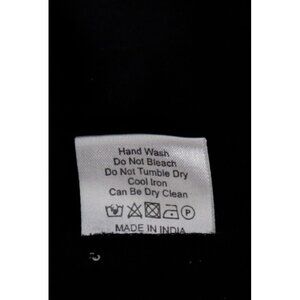 Hand Wash
Do Not Bleach
Do Not Tumble Dry
Cool Iron
Can Be Dry Clean
P
MADE IN INDIA